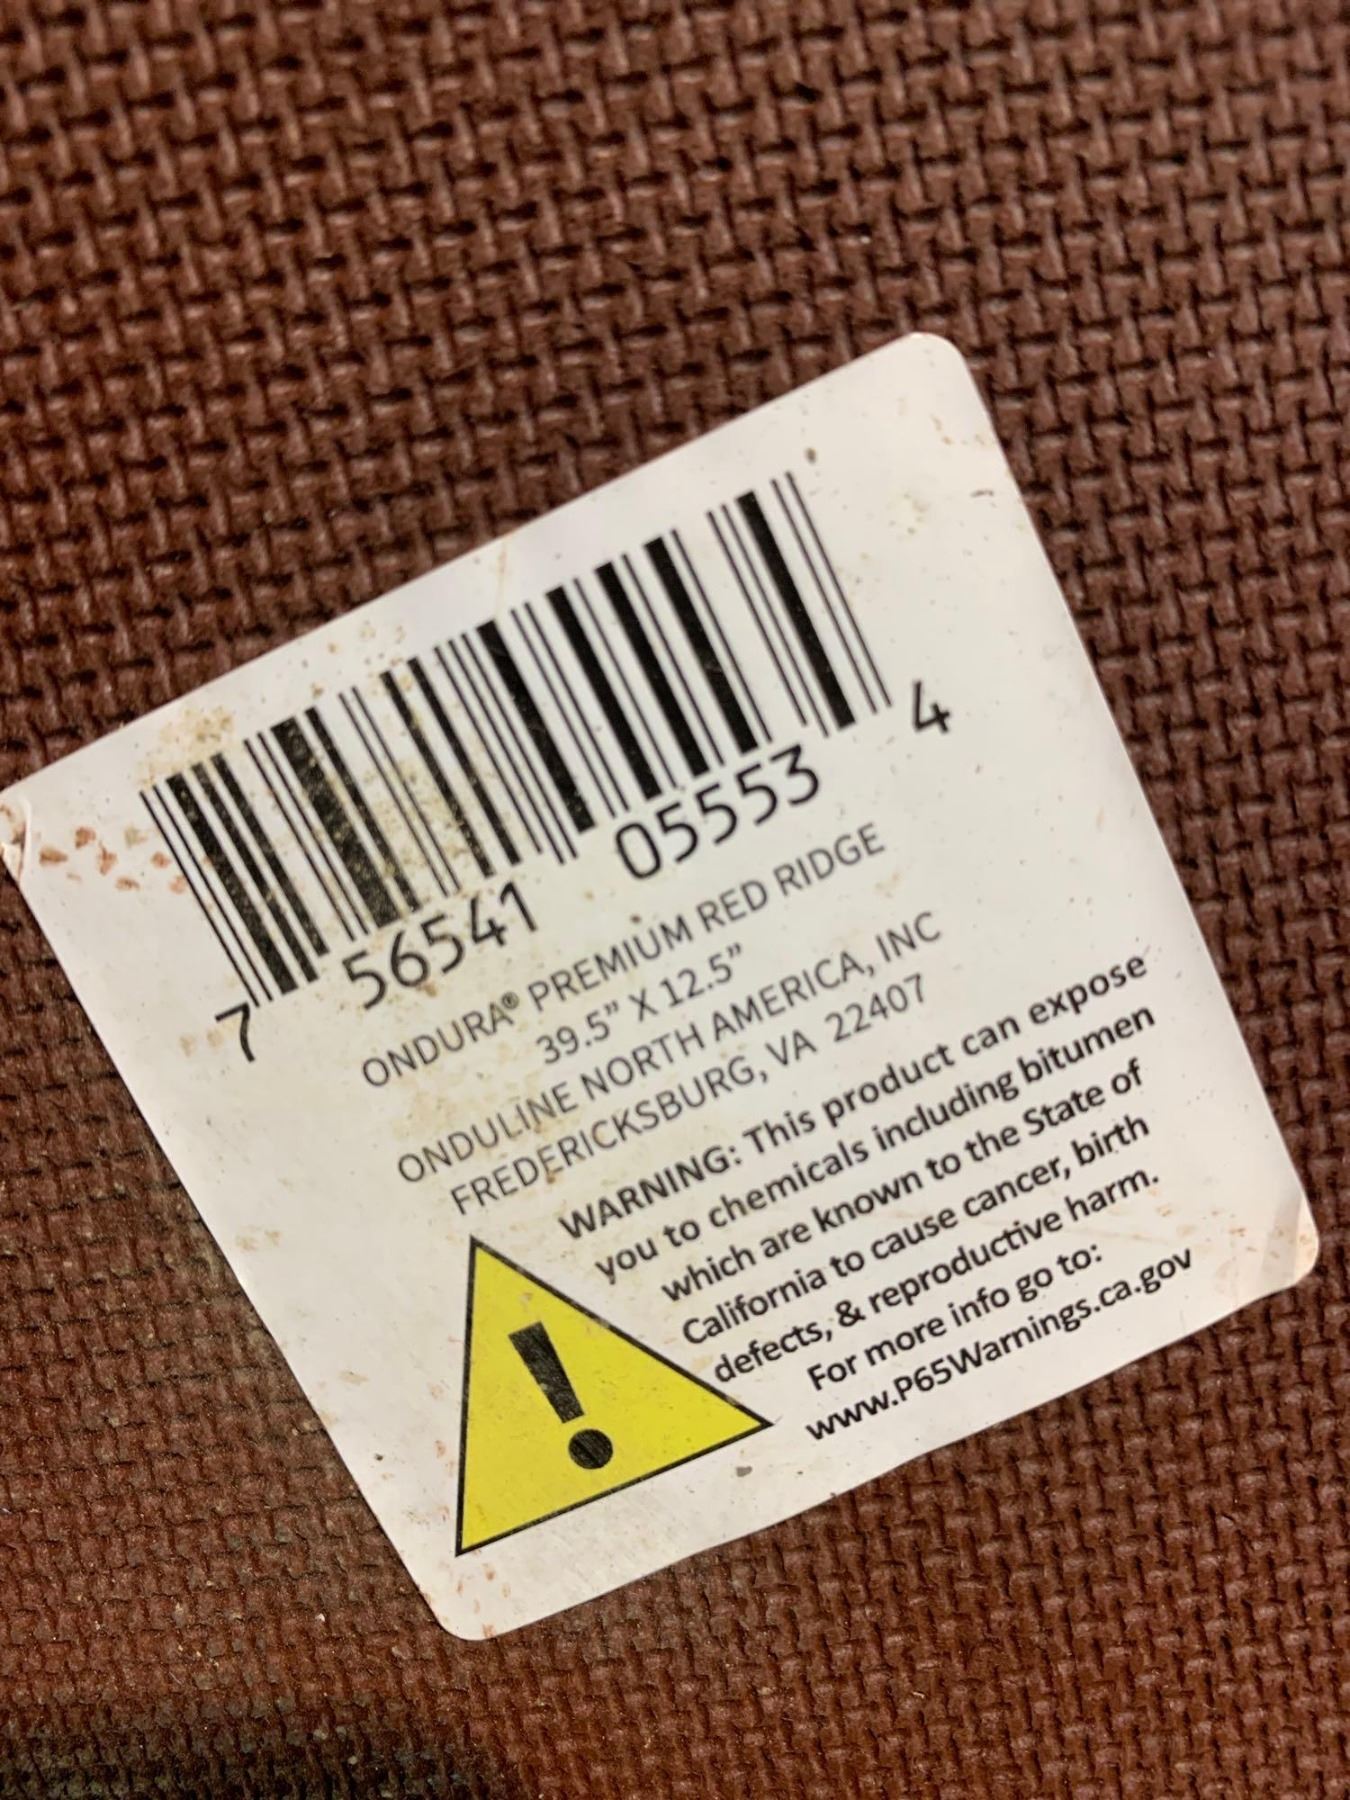 7 56541 05553 4
ONDURA® PREMIUM RED RIDGE
39.5" X 12.5"
ONDULINE NORTH AMERICA, INC
FREDERICKSBURG, VA 22407
WARNING: This product can expose
you to chemicals including bitumen
which are known to the State of
California to cause cancer, birth
defects, & reproductive harm.
For more info go to:
www.P65Warnings.ca.gov